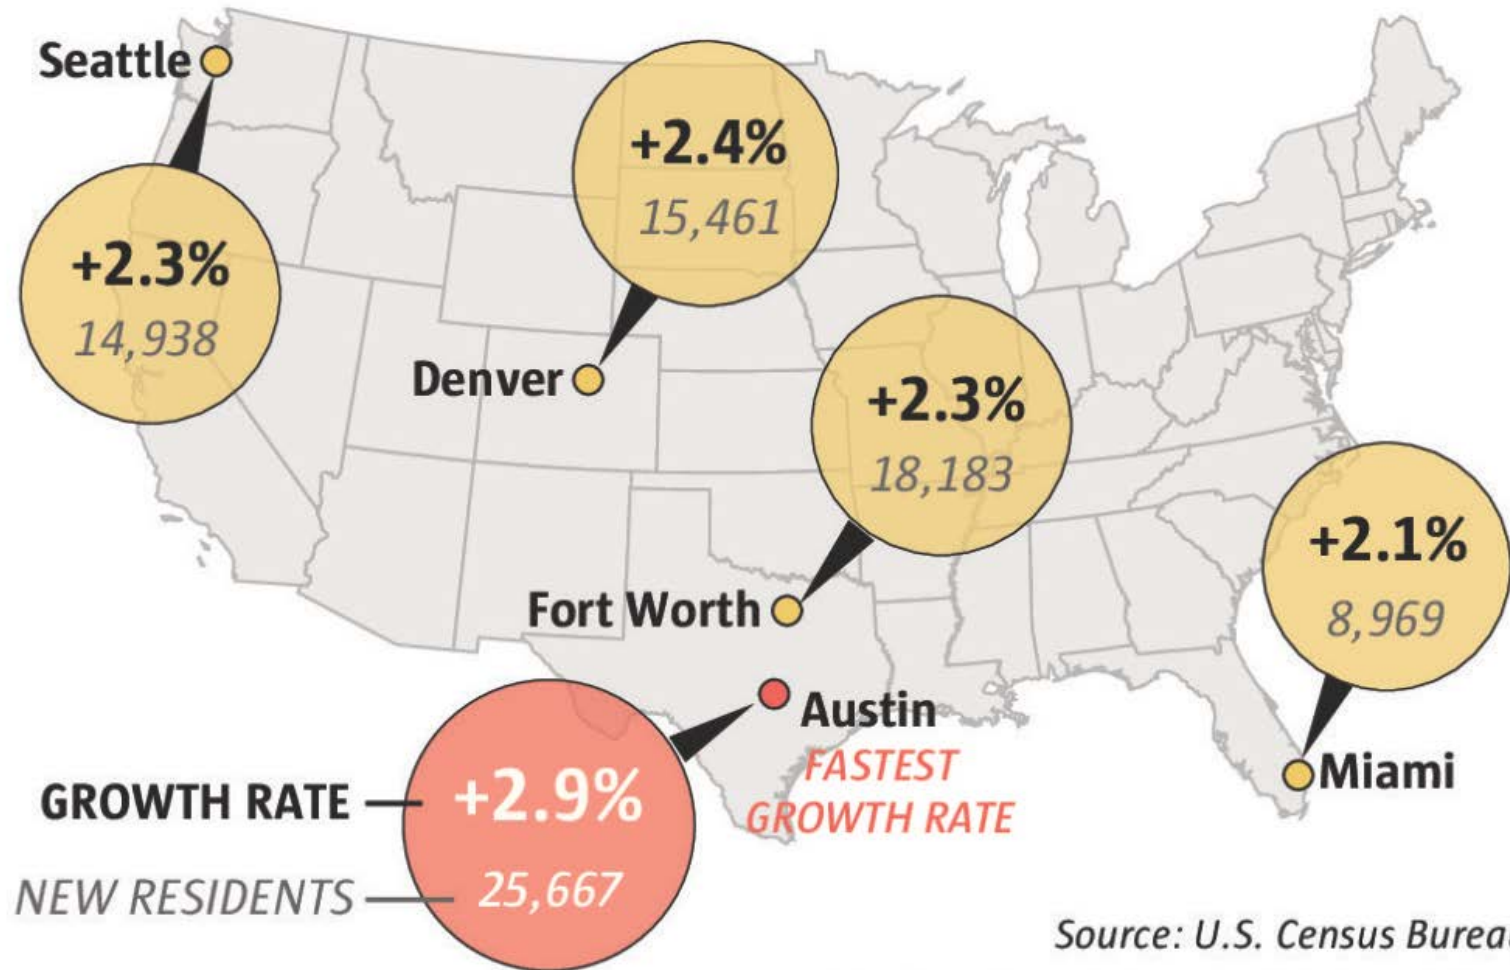 Seattle
+2.3%
14,938
+2.4%
15,461
Denver
+2.3%
18,183
Fort Worth
+2.1%
8,969
Miami
Austin
FASTEST
GROWTH RATE
GROWTH RATE
+2.9%
NEW RESIDENTS
25,667
Source: U.S. Census Bureau